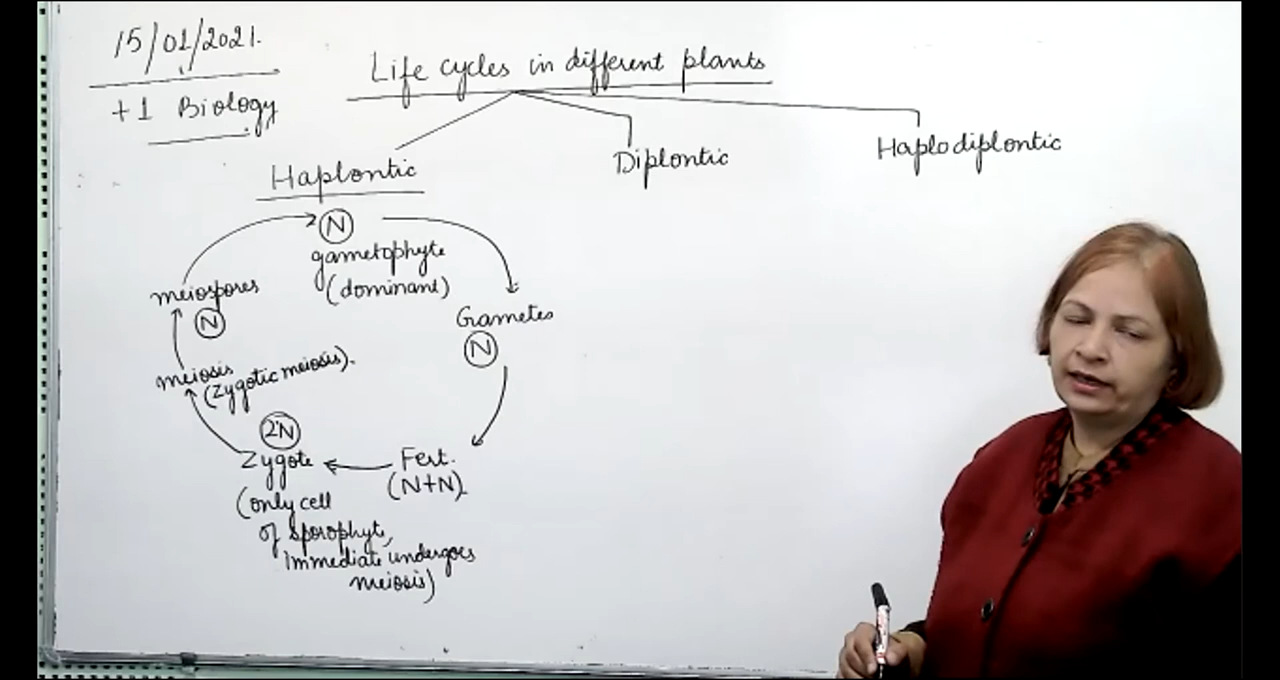 15/01/2021.
+1 Biology
Life cycles in different plants
Haplontic
Diplontic
Haplodiplontic
N
gametophyte
(dominant)
Gametes
N
Fert.
(N+N)
2N
Zygote
(only cell
of sporophyte,
immediate undergoes
meiosis)
meiosis
(Zygotic meiosis).
meiospores
N